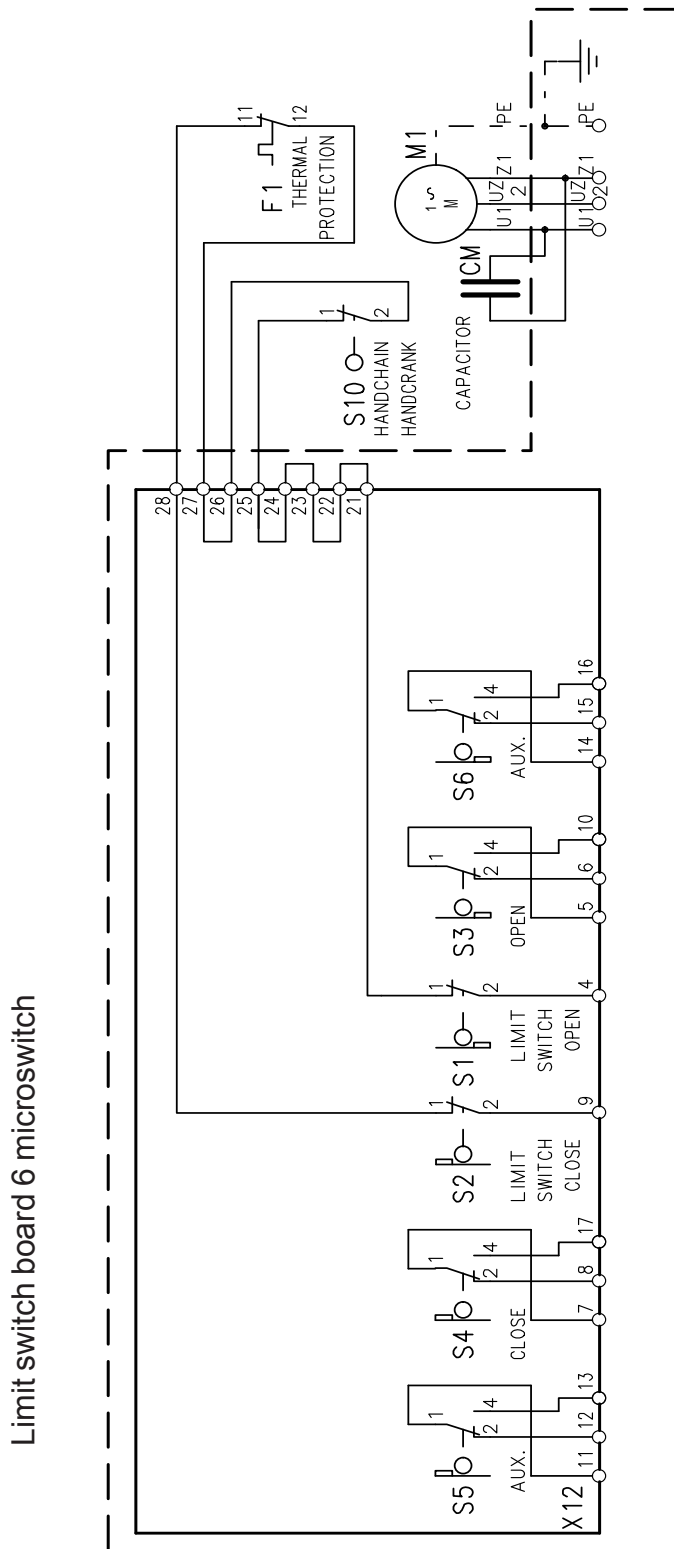 Limit switch board 6 microswitch
X12
S5
AUX.
1
2
4
11
12
13
S4
CLOSE
1
2
4
7
8
17
S2
LIMIT
SWITCH
CLOSE
1
2
9
S1
LIMIT
SWITCH
OPEN
1
2
4
S3
OPEN
1
2
4
5
6
10
S6
AUX.
1
2
4
14
15
16
28
27
26
25
24
23
22
21
S10
HANDCHAIN
HANDCRANK
1
2
F1
THERMAL
PROTECTION
11
12
CAPACITOR
CM
M1
1
M
U1
UZ
2
Z1
PE
U1
UZ
2
Z1
PE